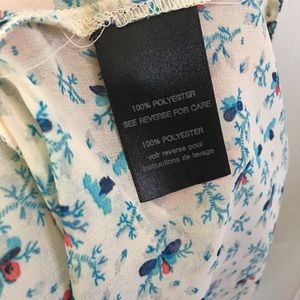 100% POLYESTER
SEE REVERSE FOR CARE
100% POLYESTER
voir reverse pour
instructions de lavage